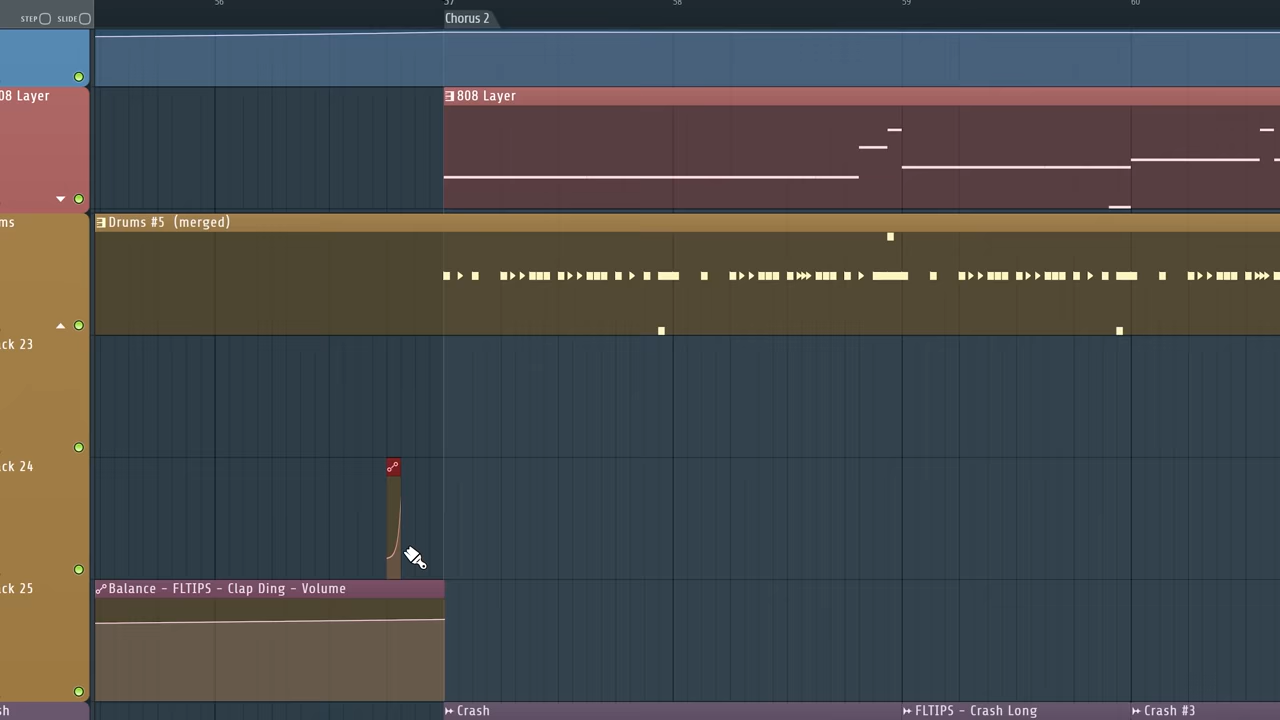 56 57 58 59 60
STEP SLIDE
Chorus 2
08 Layer
808 Layer
ms
Drums #5 (merged)
ck 23
ck 24
ck 25
Balance - FLTIPS - Clap Ding - Volume
sh
Crash
FLTIPS - Crash Long
Crash #3